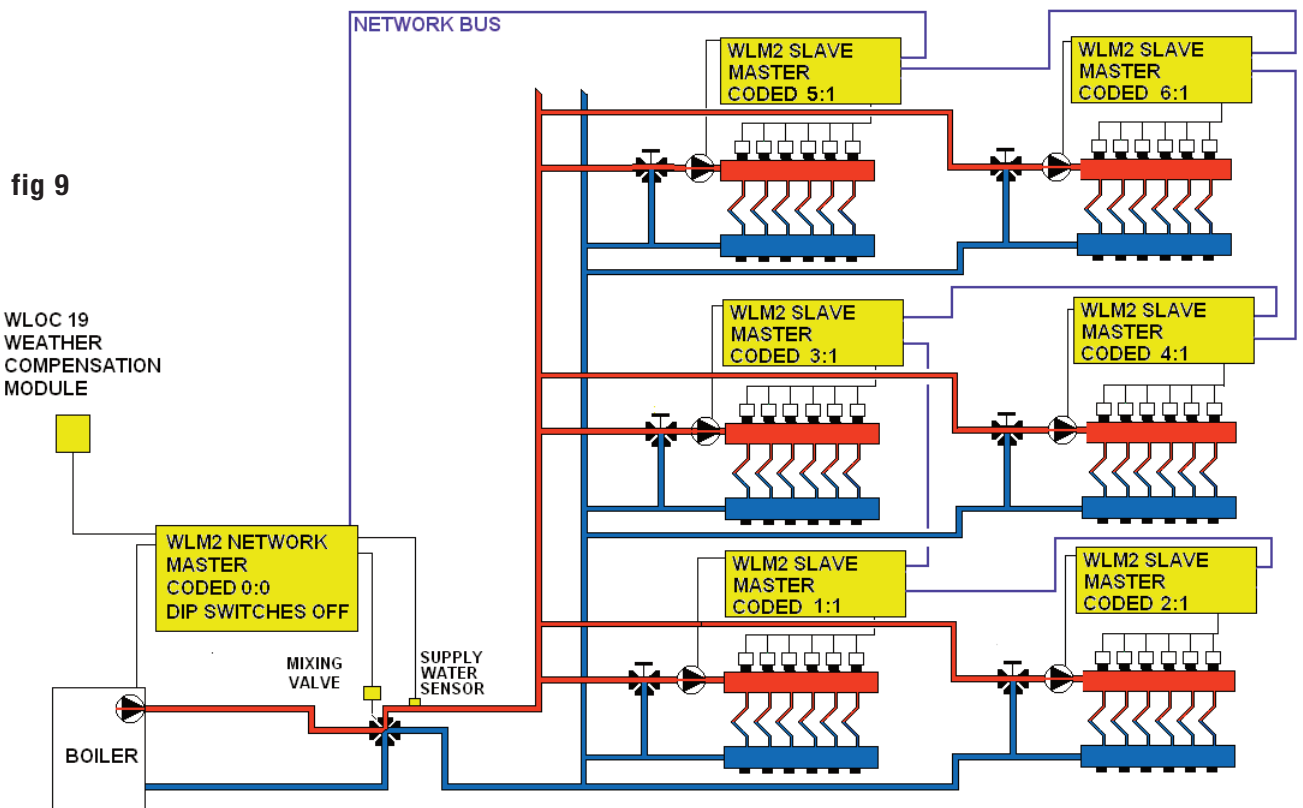 NETWORK BUS
WLM2 SLAVE
MASTER
CODED 5:1
WLM2 SLAVE
MASTER
CODED 6:1
fig 9
WLOC 19
WEATHER
COMPENSATION
MODULE
WLM2 SLAVE
MASTER
CODED 3:1
WLM2 SLAVE
MASTER
CODED 4:1
WLM2 NETWORK
MASTER
CODED 0:0
DIP SWITCHES OFF
WLM2 SLAVE
MASTER
CODED 1:1
WLM2 SLAVE
MASTER
CODED 2:1
MIXING
VALVE
SUPPLY
WATER
SENSOR
BOILER